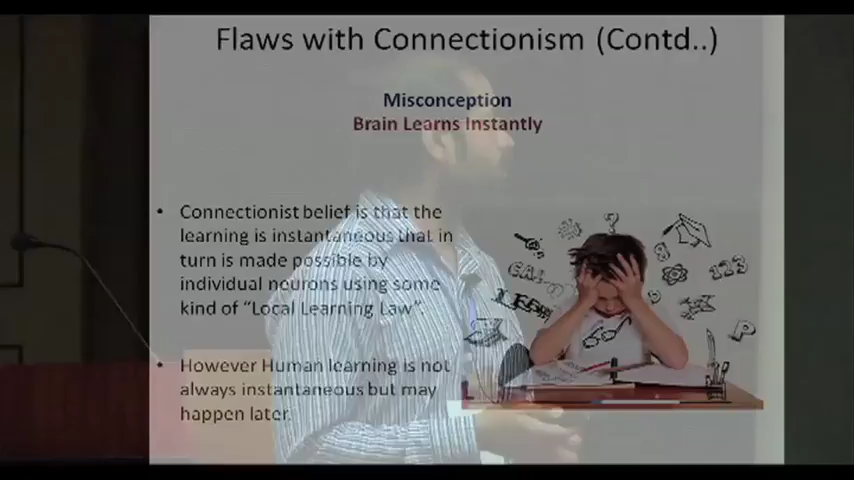 Flaws with Connectionism (Contd..)
Misconception
Brain Learns Instantly
• Connectionist belief is that the
learning is instantaneous that in
turn is made possible by
individual neurons using some
kind of “Local Learning Law”.
• However Human learning is not
always instantaneous but may
happen later.
123
P